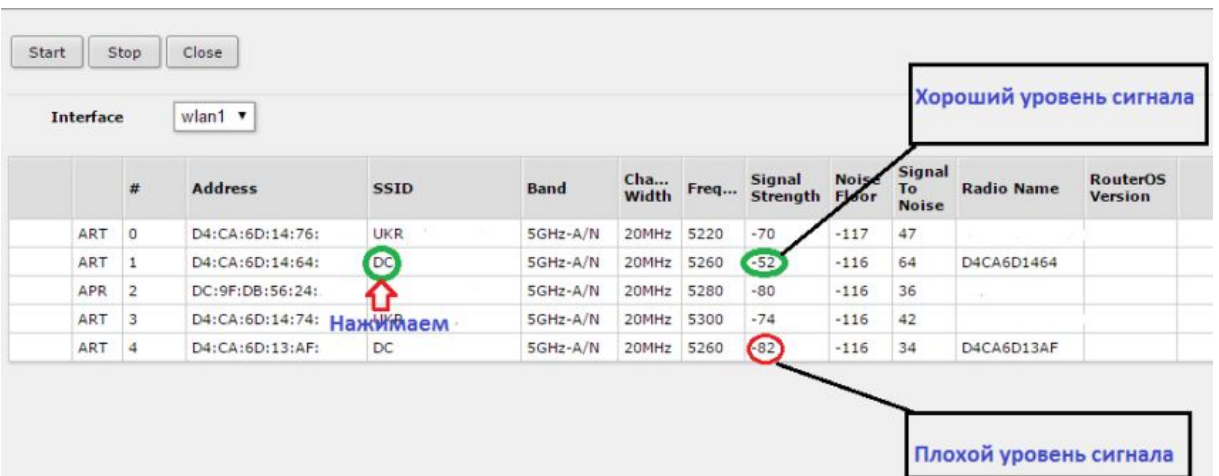 Start Stop Close
Хороший уровень сигнала
Interface wlan1
# Address SSID Band Cha... Width Freq... Signal Strength Noise Floor Signal To Noise Radio Name RouterOS Version
ART 0 D4:CA:6D:14:76: UKR 5GHz-A/N 20MHz 5220 -70 -117 47
ART 1 D4:CA:6D:14:64: DC 5GHz-A/N 20MHz 5260 -52 -116 64 D4CA6D1464
APR 2 DC:9F:DB:56:24: 5GHz-A/N 20MHz 5280 -80 -116 36
ART 3 D4:CA:6D:14:74: UKR 5GHz-A/N 20MHz 5300 -74 -116 42
Нажимаем
ART 4 D4:CA:6D:13:AF: DC 5GHz-A/N 20MHz 5260 -82 -116 34 D4CA6D13AF
Плохой уровень сигнала